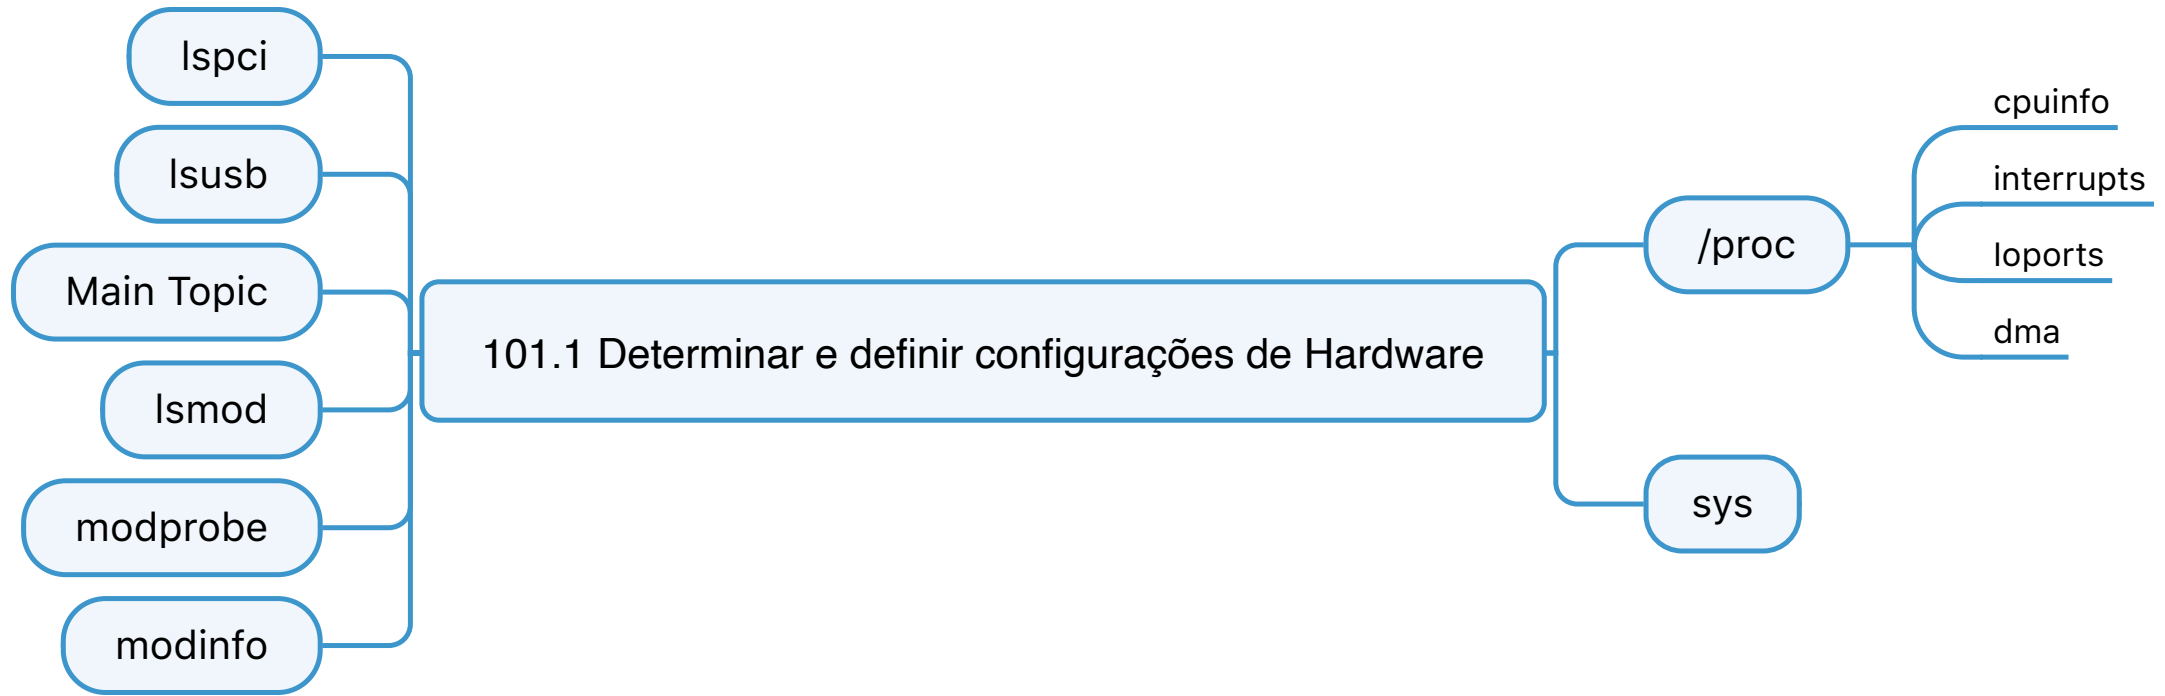 lspci
lsusb
Main Topic
lsmod
modprobe
modinfo
101.1 Determinar e definir configurações de Hardware
/proc
cpuinfo
interrupts
Ioports
dma
sys